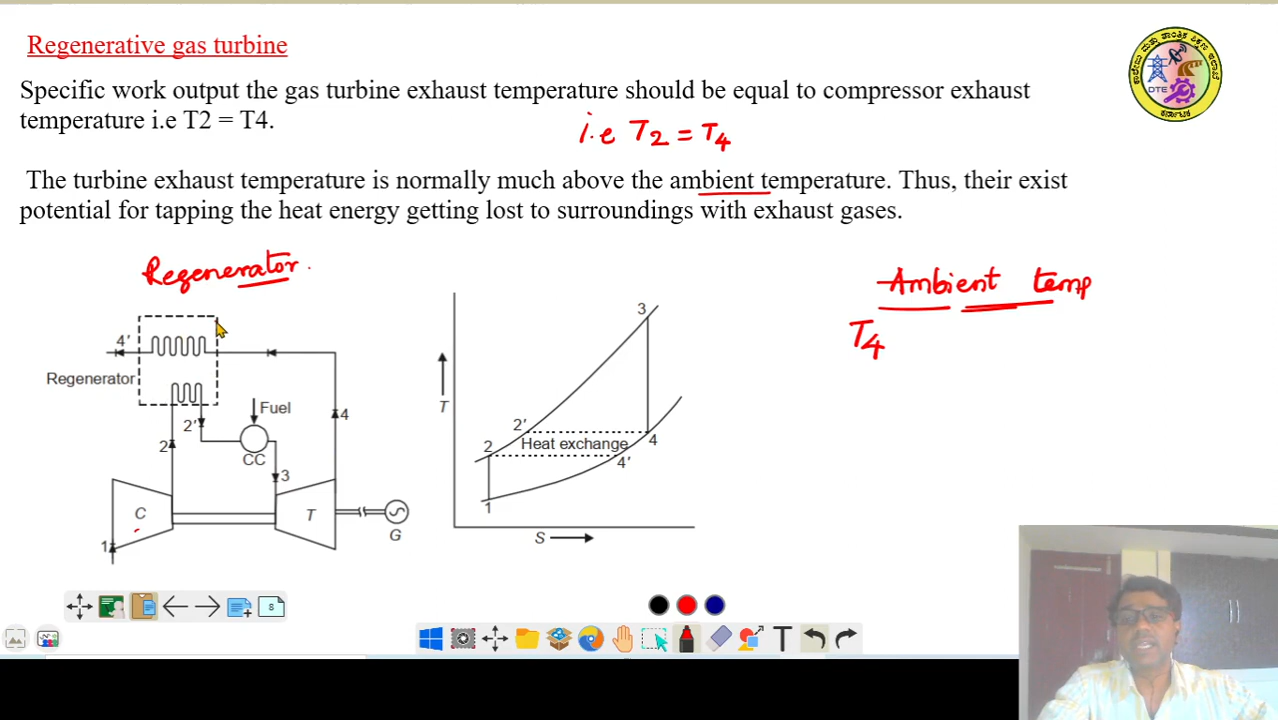 Regenerative gas turbine
Specific work output the gas turbine exhaust temperature should be equal to compressor exhaust
temperature i.e T2 = T4.
i.e T2 = T4
The turbine exhaust temperature is normally much above the ambient temperature. Thus, their exist
potential for tapping the heat energy getting lost to surroundings with exhaust gases.
Regenerator.
Ambient temp
T4
4'
Regenerator
Fuel
2'
2
CC
4
3
C
T
G
1
T
3
2'
2
Heat exchange
4
4'
1
S
DTE
8
T